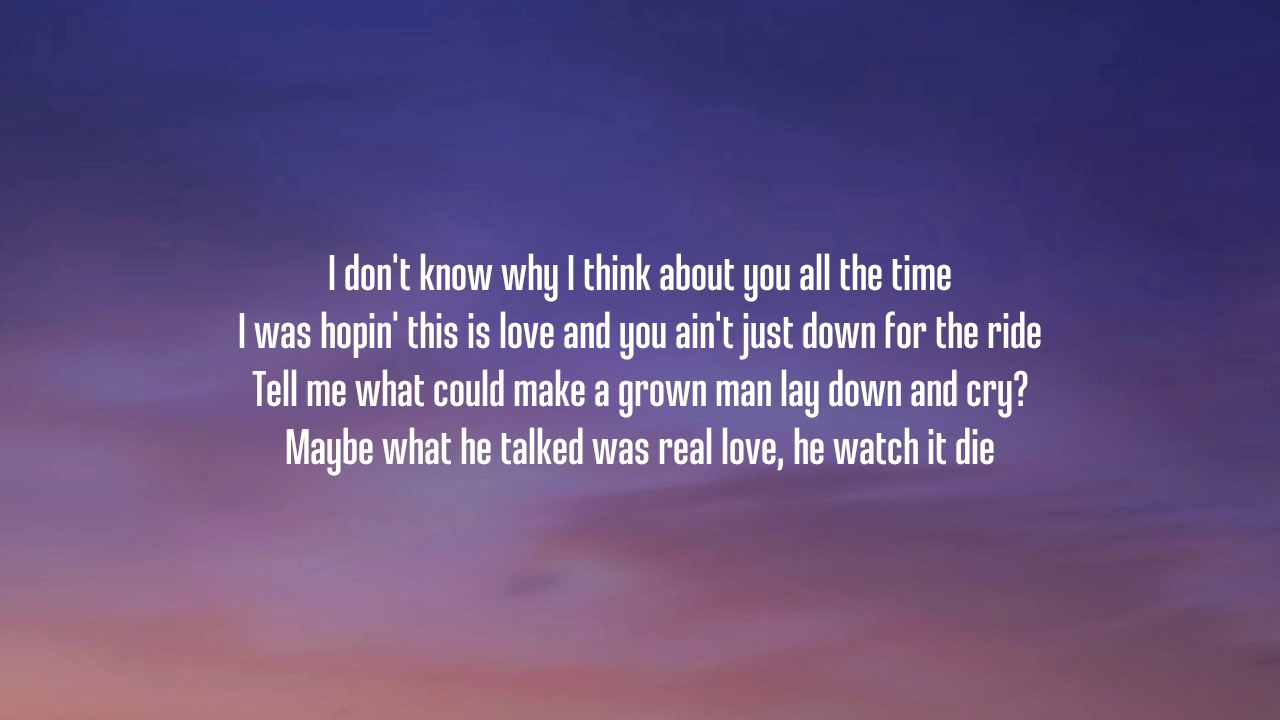 I don't know why I think about you all the time
I was hopin' this is love and you ain't just down for the ride
Tell me what could make a grown man lay down and cry?
Maybe what he talked was real love, he watch it die